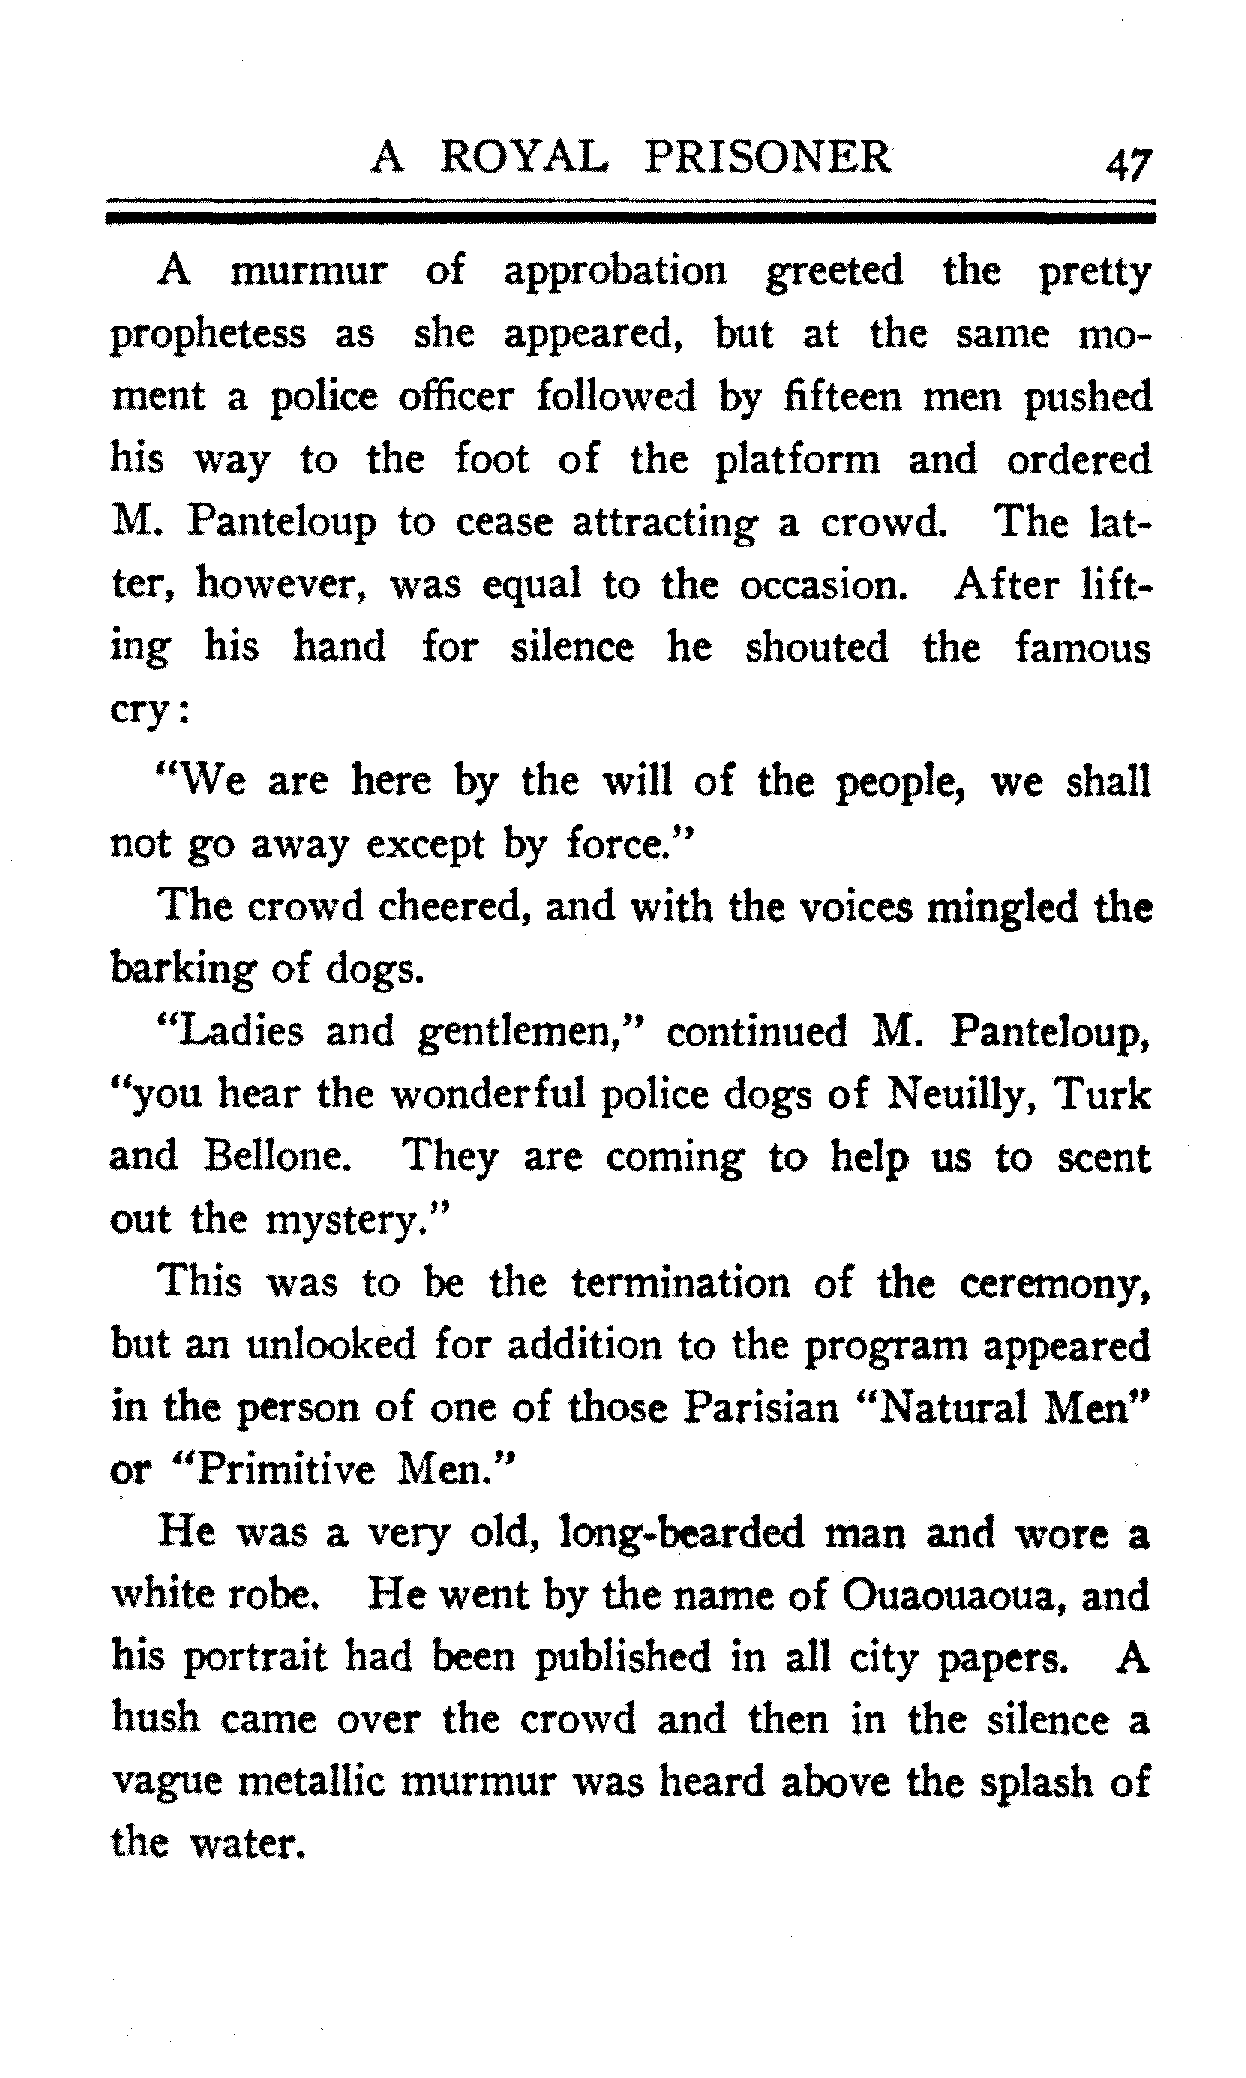 A ROYAL PRISONER 47
A murmur of approbation greeted the pretty
prophetess as she appeared, but at the same mo-
ment a police officer followed by fifteen men pushed
his way to the foot of the platform and ordered
M. Panteloup to cease attracting a crowd. The lat-
ter, however, was equal to the occasion. After lift-
ing his hand for silence he shouted the famous
cry:
"We are here by the will of the people, we shall
not go away except by force."
The crowd cheered, and with the voices mingled the
barking of dogs.
"Ladies and gentlemen," continued M. Panteloup,
"you hear the wonderful police dogs of Neuilly, Turk
and Bellone. They are coming to help us to scent
out the mystery."
This was to be the termination of the ceremony,
but an unlooked for addition to the program appeared
in the person of one of those Parisian "Natural Men"
or "Primitive Men."
He was a very old, long-bearded man and wore a
white robe. He went by the name of Ouaouaoua, and
his portrait had been published in all city papers. A
hush came over the crowd and then in the silence a
vague metallic murmur was heard above the splash of
the water.